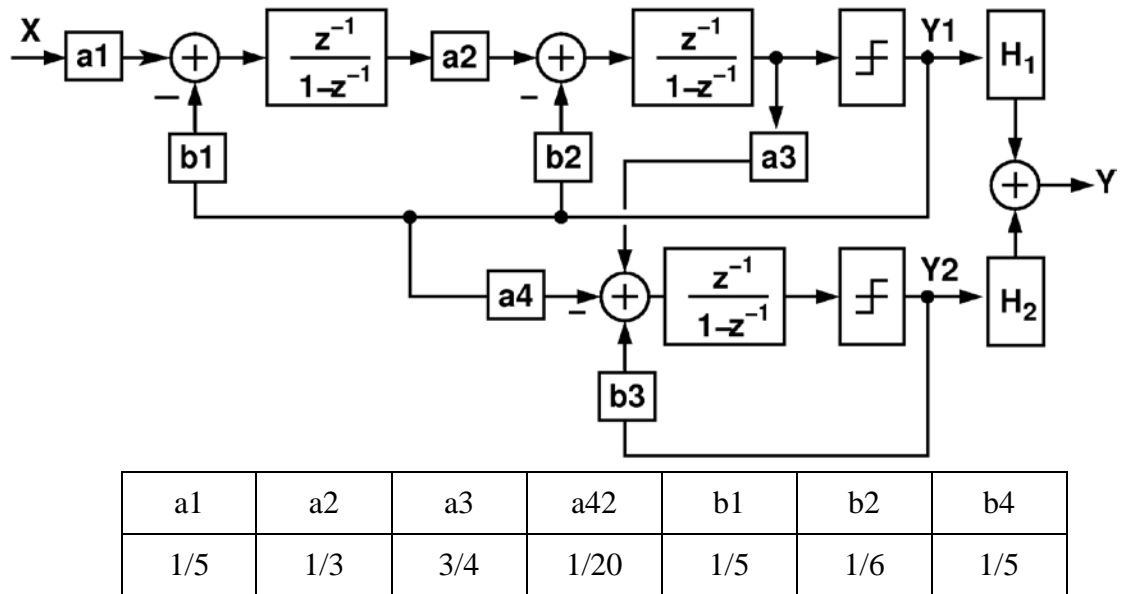 X
a1
+
z⁻¹
1–z⁻¹
a2
+
z⁻¹
1–z⁻¹
Y1
H₁
–
–
b1
b2
a3
+
Y
a4
–
+
z⁻¹
1–z⁻¹
Y2
H₂
b3
a1 a2 a3 a42 b1 b2 b4
1/5 1/3 3/4 1/20 1/5 1/6 1/5